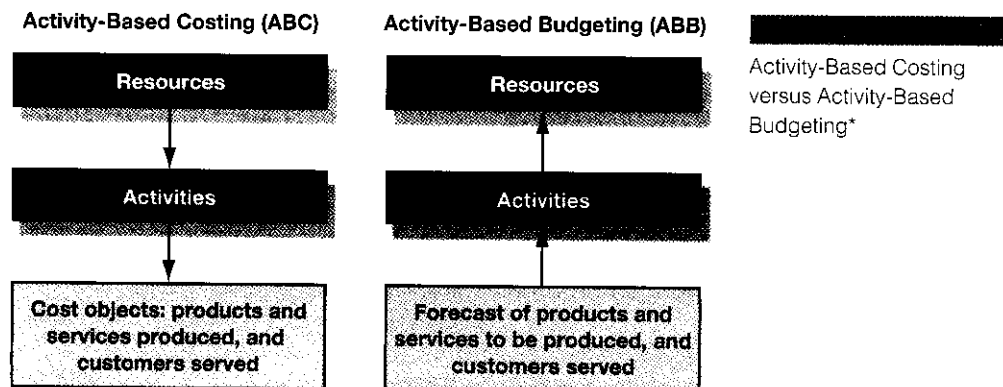 Activity-Based Costing (ABC)
Resources
Activities
Cost objects: products and
services produced, and
customers served
Activity-Based Budgeting (ABB)
Resources
Activities
Forecast of products and
services to be produced, and
customers served
Activity-Based Costing
versus Activity-Based
Budgeting*